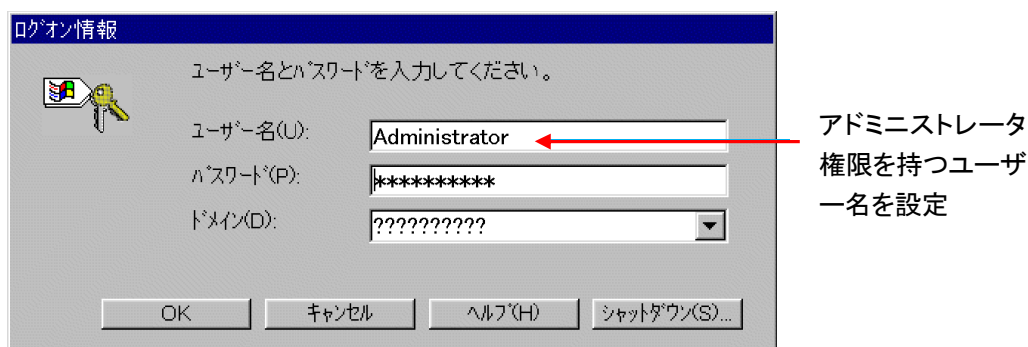 ログオン情報
ユーザー名とパスワードを入力してください。
ユーザー名(U):
Administrator
パスワード(P):
**********
ドメイン(D):
??????????
OK
キャンセル
ヘルプ(H)
シャットダウン(S)...
アドミニストレータ
権限を持つユーザ
ー名を設定